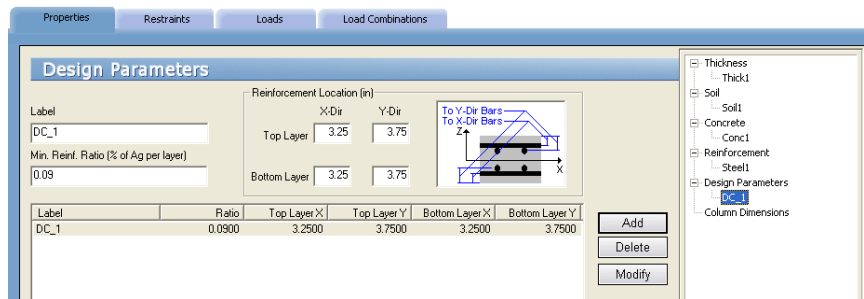 Properties Restraints Loads Load Combinations
Design Parameters
Reinforcement Location (in)
Label X-Dir Y-Dir
DC_1 Top Layer 3.25 3.75
Min. Reinf. Ratio (% of Ag per layer)
0.09 Bottom Layer 3.25 3.75
To Y-Dir Bars
To X-Dir Bars
Z
X
Label Ratio Top Layer X Top Layer Y Bottom Layer X Bottom Layer Y
DC_1 0.0900 3.2500 3.7500 3.2500 3.7500
Add
Delete
Modify
Thickness
Thick1
Soil
Soil1
Concrete
Conc1
Reinforcement
Steel1
Design Parameters
DC_1
Column Dimensions